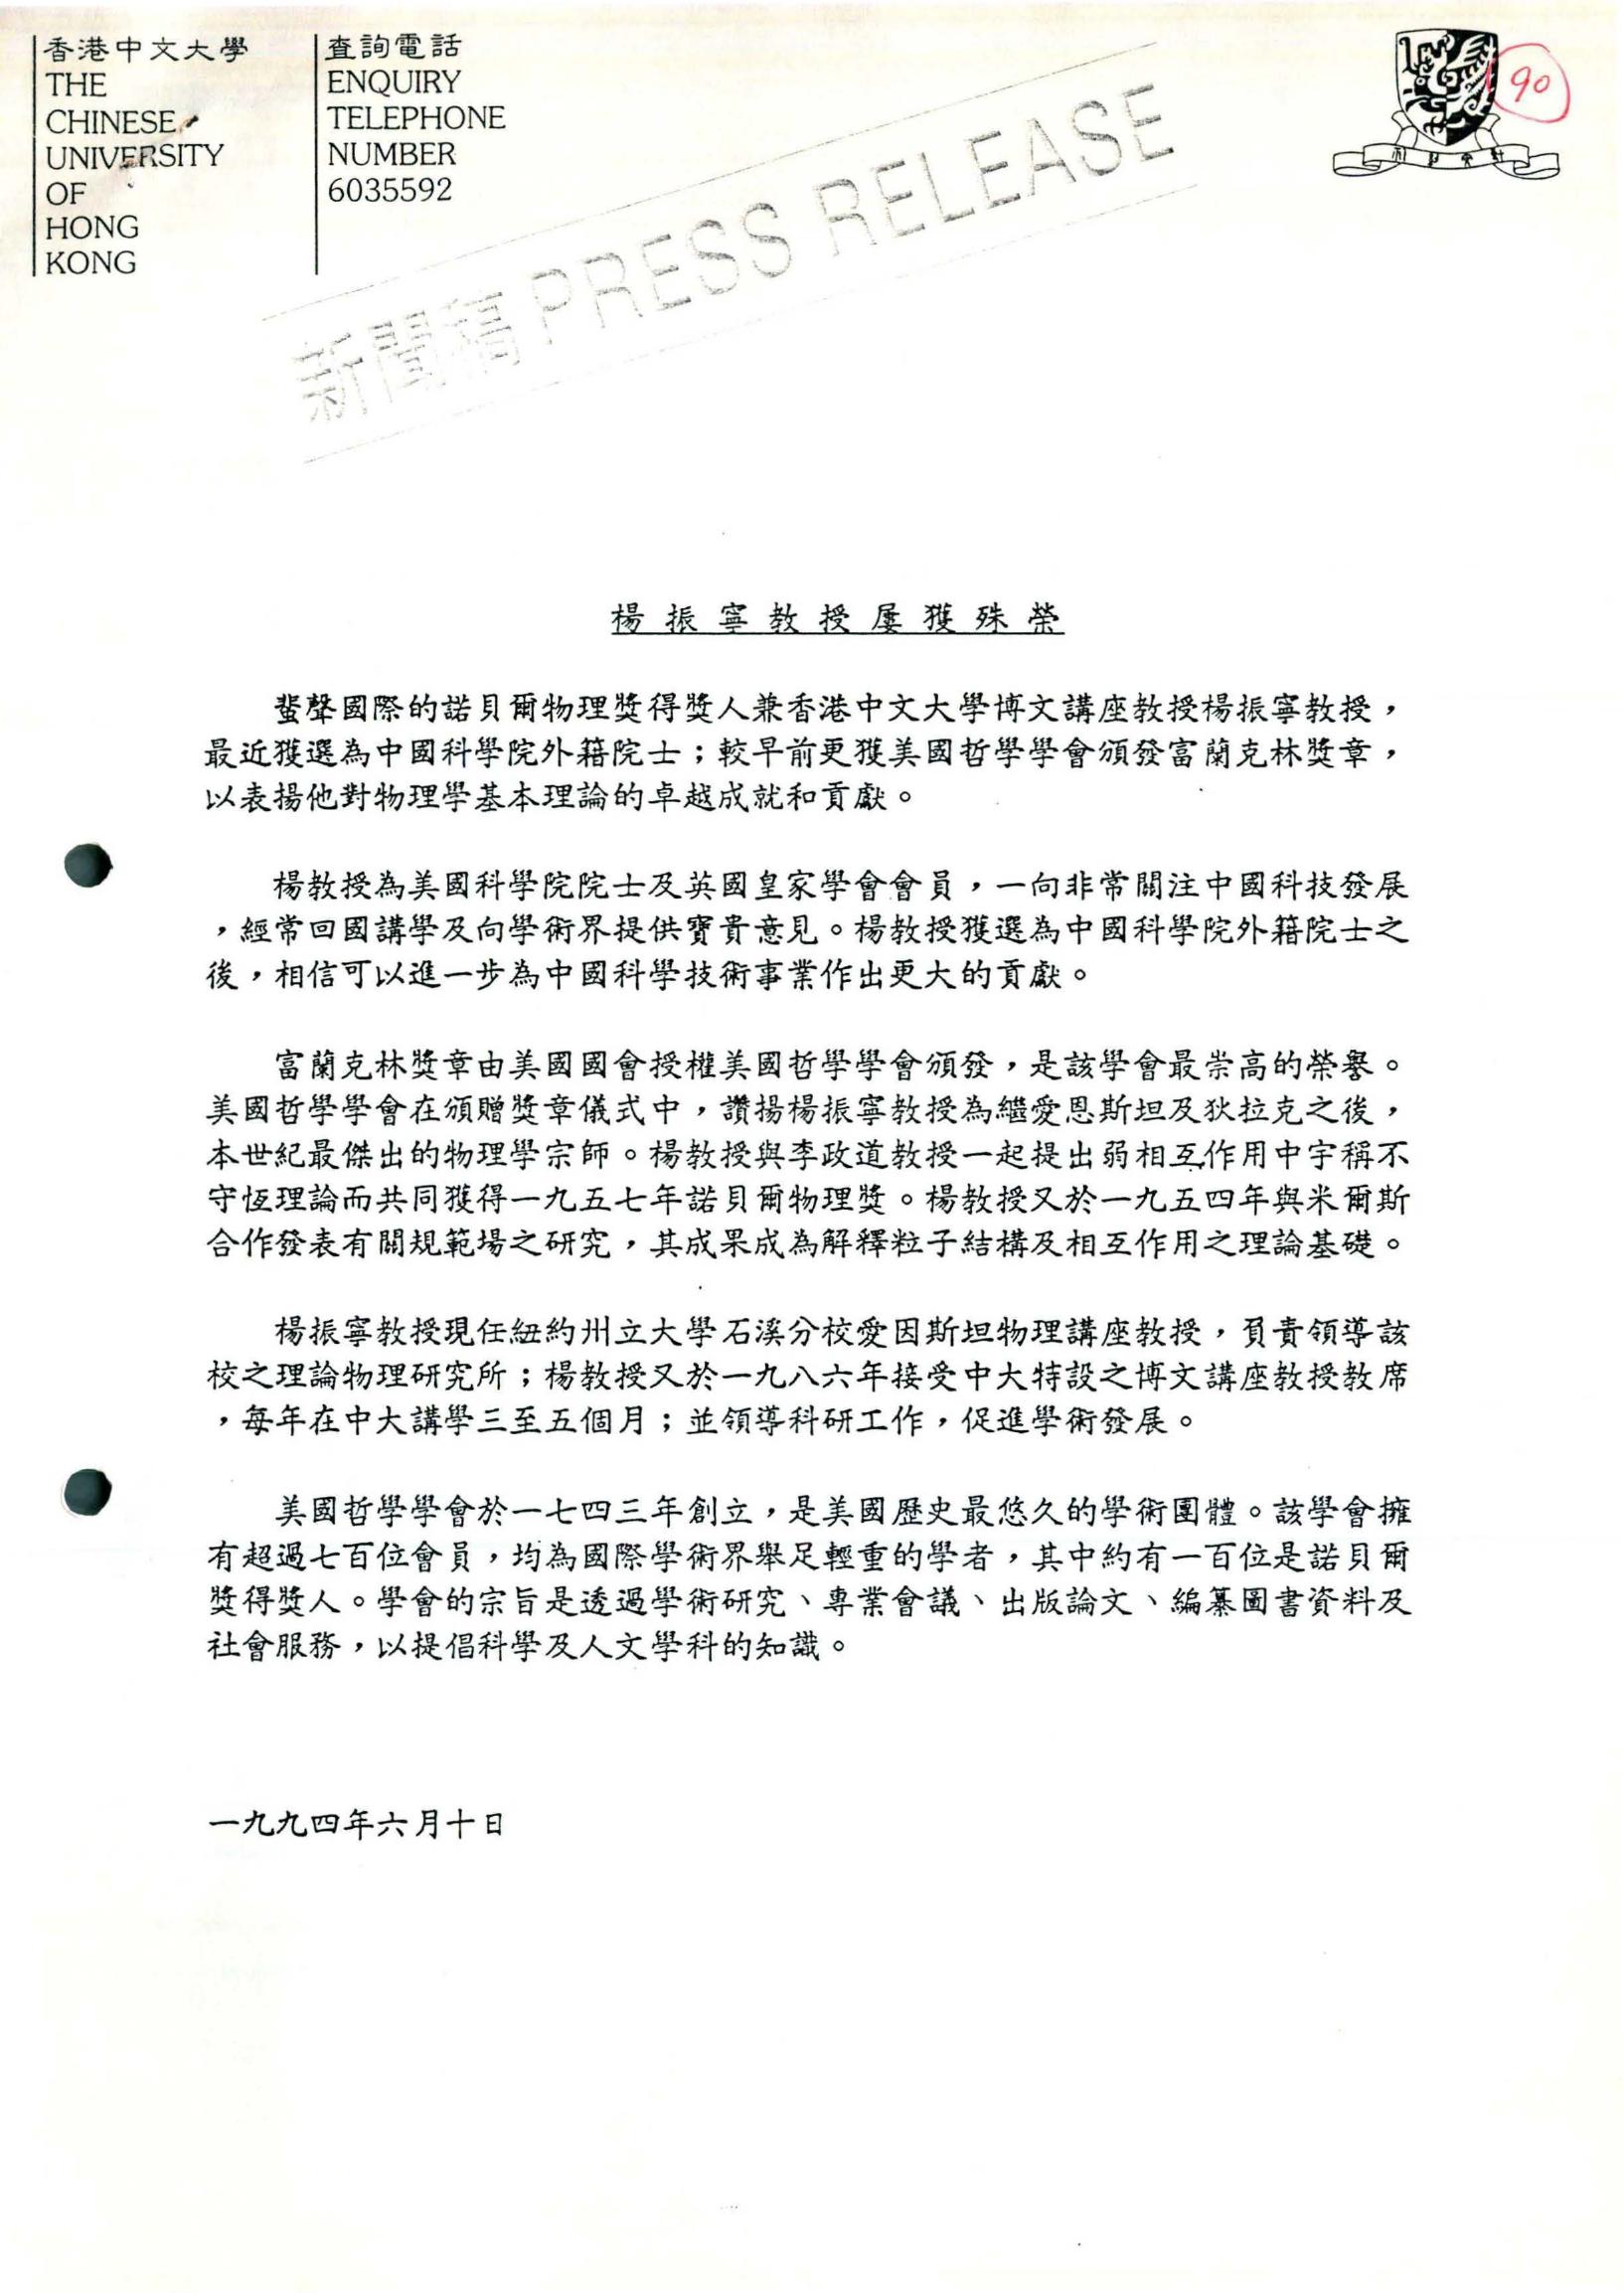 香港中文大學
THE
CHINESE
UNIVERSITY
OF
HONG
KONG
查詢電話
ENQUIRY
TELEPHONE
NUMBER
6035592
90
新聞稿 PRESS RELEASE
楊振寧教授屢獲殊榮
蜚聲國際的諾貝爾物理獎得獎人兼香港中文大學博文講座教授楊振寧教授，
最近獲選為中國科學院外籍院士；較早前更獲美國哲學學會頒發富蘭克林獎章，
以表揚他對物理學基本理論的卓越成就和貢獻。
楊教授為美國科學院院士及英國皇家學會會員，一向非常關注中國科技發展
，經常回國講學及向學術界提供寶貴意見。楊教授獲選為中國科學院外籍院士之
後，相信可以進一步為中國科學技術事業作出更大的貢獻。
富蘭克林獎章由美國國會授權美國哲學學會頒發，是該學會最崇高的榮譽。
美國哲學學會在頒贈獎章儀式中，讚揚楊振寧教授為繼愛恩斯坦及狄拉克之後，
本世紀最傑出的物理學宗師。楊教授與李政道教授一起提出弱相互作用中宇稱不
守恆理論而共同獲得一九五七年諾貝爾物理獎。楊教授又於一九五四年與米爾斯
合作發表有關規範場之研究，其成果成為解釋粒子結構及相互作用之理論基礎。
楊振寧教授現任紐約州立大學石溪分校愛因斯坦物理講座教授，負責領導該
校之理論物理研究所；楊教授又於一九八六年接受中大特設之博文講座教授教席
，每年在中大講學三至五個月；並領導科研工作，促進學術發展。
美國哲學學會於一七四三年創立，是美國歷史最悠久的學術團體。該學會擁
有超過七百位會員，均為國際學術界舉足輕重的學者，其中約有一百位是諾貝爾
獎得獎人。學會的宗旨是透過學術研究、專業會議、出版論文、編纂圖書資料及
社會服務，以提倡科學及人文學科的知識。
一九九四年六月十日